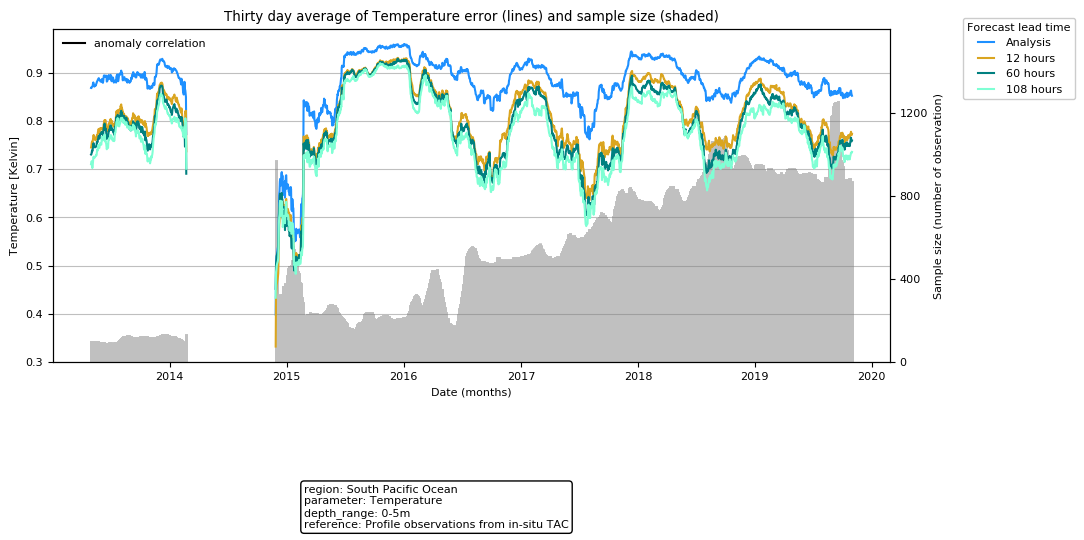 Thirty day average of Temperature error (lines) and sample size (shaded)
anomaly correlation
Forecast lead time
Analysis
12 hours
60 hours
108 hours
Temperature [Kelvin]
0.9
0.8
0.7
0.6
0.5
0.4
0.3
1200
800
400
0
Sample size (number of observation)
2014 2015 2016 2017 2018 2019 2020
Date (months)
region: South Pacific Ocean
parameter: Temperature
depth_range: 0-5m
reference: Profile observations from in-situ TAC